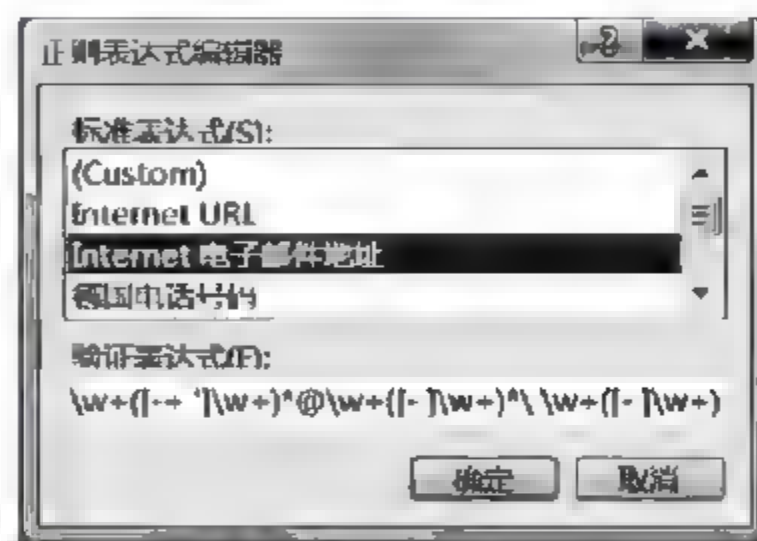 正则表达式编辑器
标准表达式(S):
(Custom)
Internet URL
Internet 电子邮件地址
德国电话号码
验证表达式(E):
\w+([-+ ']\w+)*@\w+([- ]\w+)*\ \w+([- ]\w+)
确定
取消